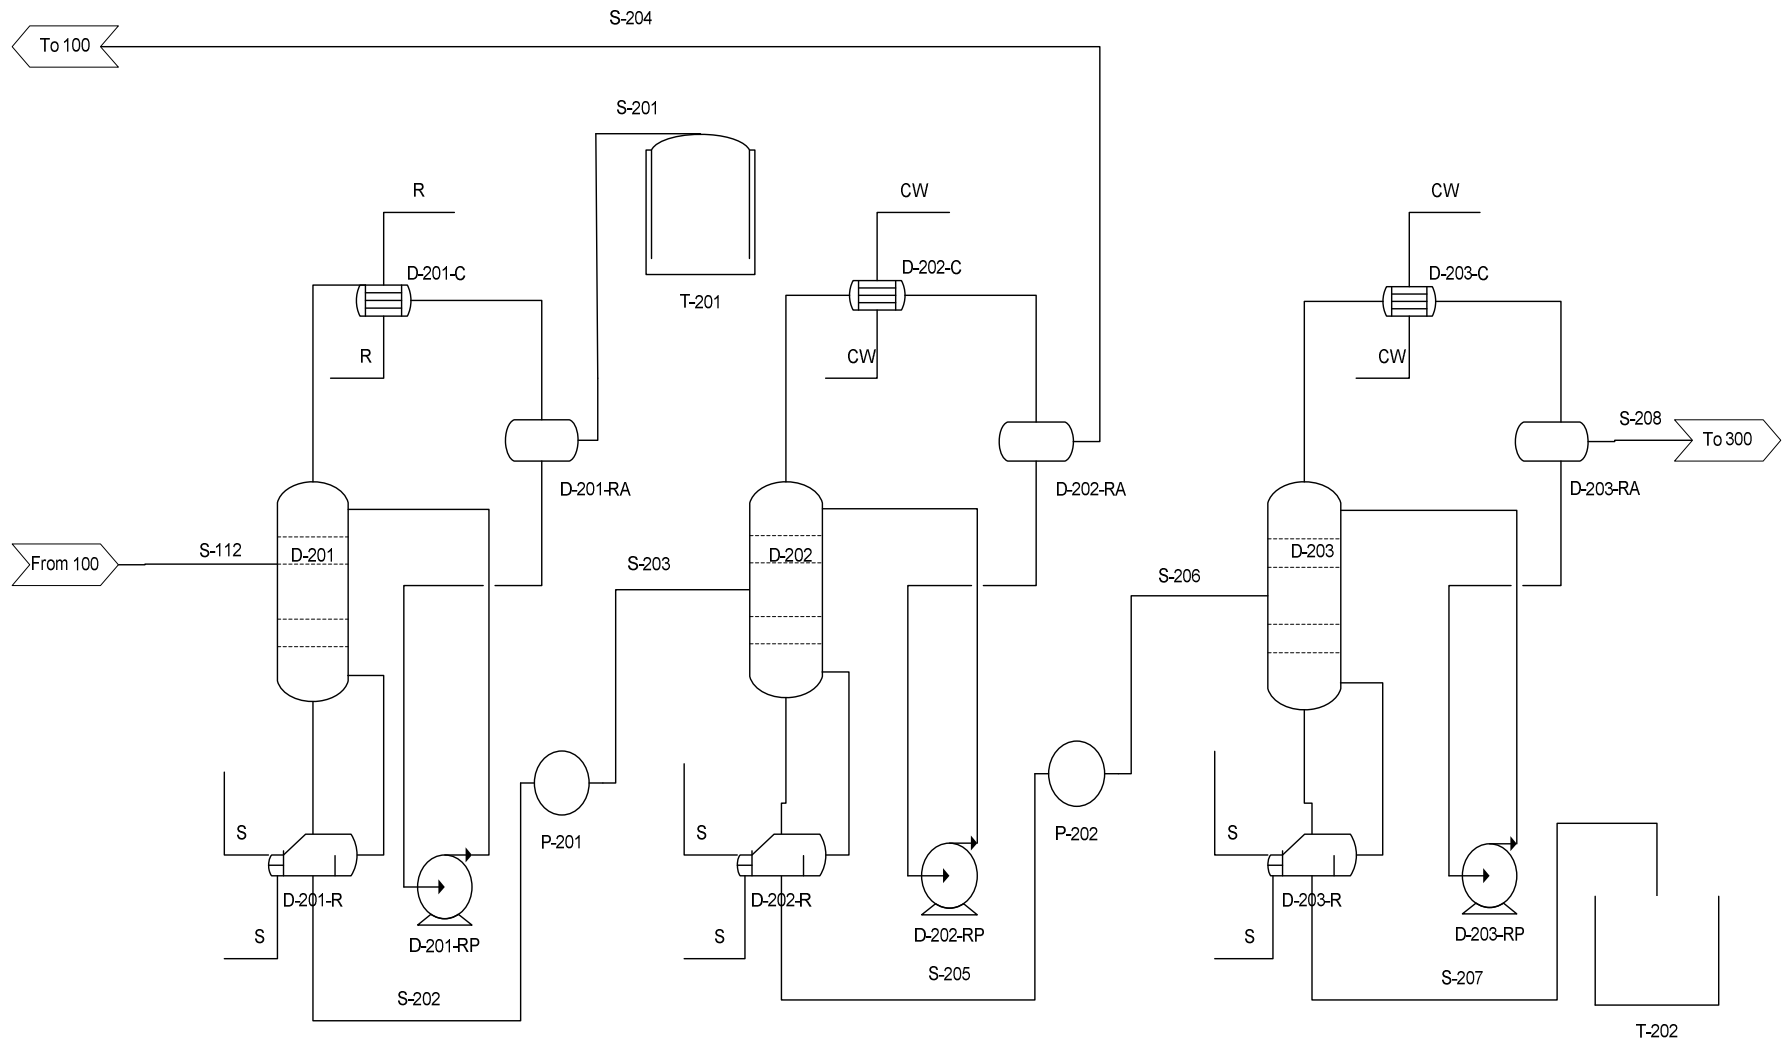 S-204
To 100
S-201
R
CW
CW
D-201-C
D-202-C
D-203-C
T-201
R
CW
CW
S-208
To 300
D-201-RA
D-202-RA
D-203-RA
From 100
S-112
D-201
S-203
D-202
S-206
D-203
S
P-201
S
P-202
S
D-201-R
D-202-R
D-203-R
S
D-201-RP
S
D-202-RP
S
D-203-RP
S-202
S-205
S-207
T-202